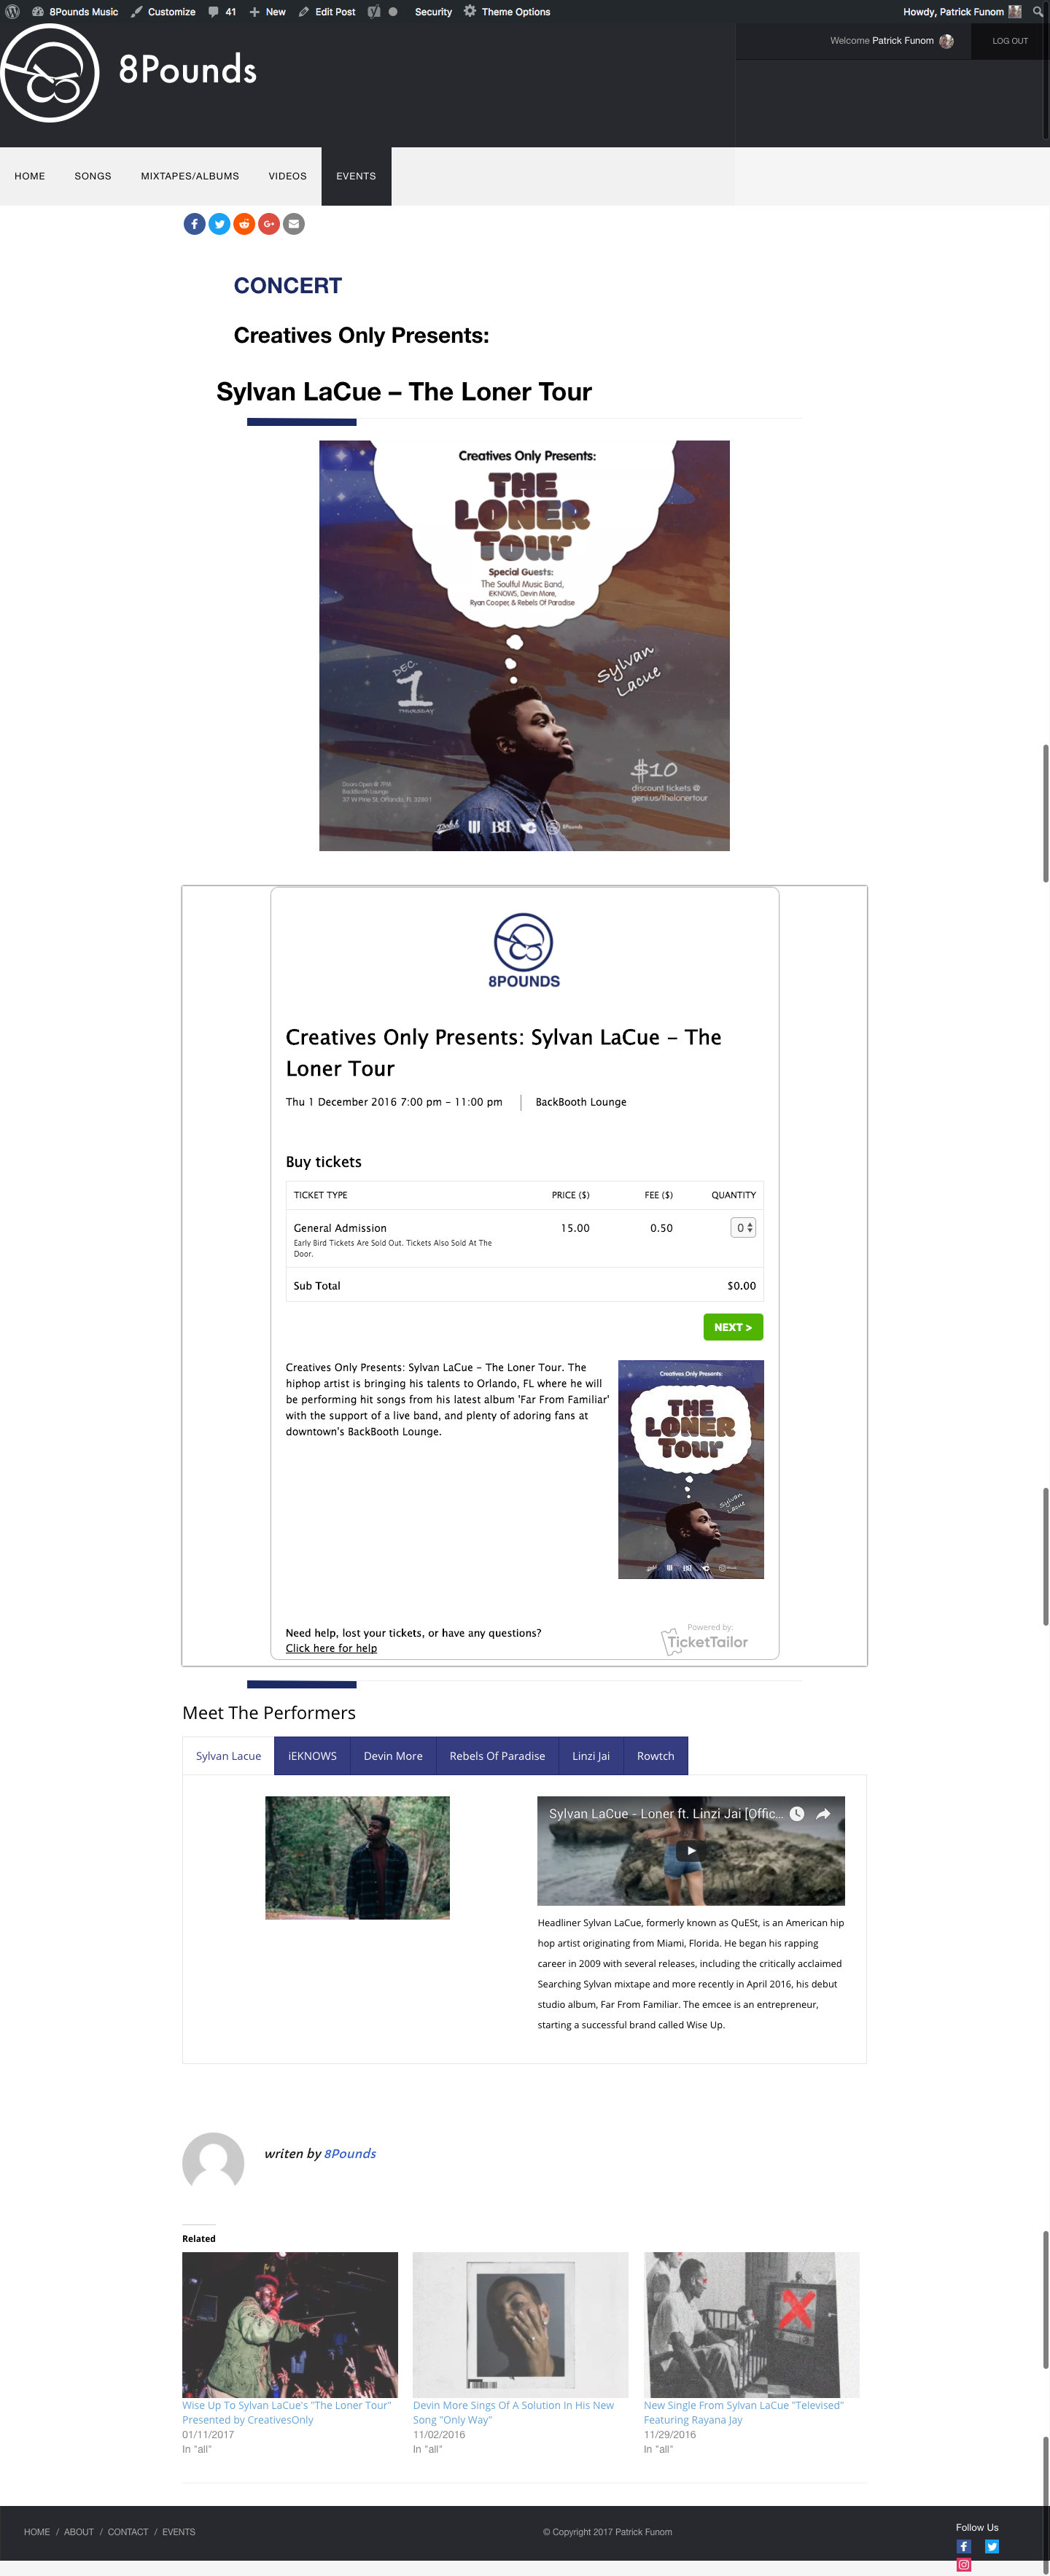 8Pounds Music Customize 41 New Edit Post Security Theme Options Howdy, Patrick Funom
8Pounds
Welcome Patrick Funom LOG OUT
HOME SONGS MIXTAPES/ALBUMS VIDEOS EVENTS
CONCERT
Creatives Only Presents:
Sylvan LaCue – The Loner Tour
Creatives Only Presents:
THE
LONER
TOUR
Special Guests:
The Soulful Music Band,
iEKNOWS, Devin More,
Ryan Cooper, & Rebels Of Paradise
DEC.
1
THURSDAY
Sylvan
Lacue
$10
discount tickets @
geni.us/thelonertour
Doors Open @ 7PM
BackBooth Lounge
37 W Pine St, Orlando, FL 32801
8Pounds
8POUNDS
Creatives Only Presents: Sylvan LaCue – The
Loner Tour
Thu 1 December 2016 7:00 pm – 11:00 pm BackBooth Lounge
Buy tickets
TICKET TYPE PRICE ($) FEE ($) QUANTITY
General Admission 15.00 0.50 0
Early Bird Tickets Are Sold Out. Tickets Also Sold At The
Door.
Sub Total $0.00
NEXT >
Creatives Only Presents: Sylvan LaCue – The Loner Tour. The
hiphop artist is bringing his talents to Orlando, FL where he will
be performing hit songs from his latest album 'Far From Familiar'
with the support of a live band, and plenty of adoring fans at
downtown's BackBooth Lounge.
Creatives Only Presents:
THE
LONER
TOUR
Sylvan
Lacue
Need help, lost your tickets, or have any questions?
Click here for help
Powered by:
TicketTailor
Meet The Performers
Sylvan Lacue iEKNOWS Devin More Rebels Of Paradise Linzi Jai Rowtch
Sylvan LaCue - Loner ft. Linzi Jai [Offic...
Headliner Sylvan LaCue, formerly known as QuESt, is an American hip
hop artist originating from Miami, Florida. He began his rapping
career in 2009 with several releases, including the critically acclaimed
Searching Sylvan mixtape and more recently in April 2016, his debut
studio album, Far From Familiar. The emcee is an entrepreneur,
starting a successful brand called Wise Up.
writen by 8Pounds
Related
Wise Up To Sylvan LaCue's "The Loner Tour"
Presented by CreativesOnly
01/11/2017
In "all"
Devin More Sings Of A Solution In His New
Song "Only Way"
11/02/2016
In "all"
New Single From Sylvan LaCue "Televised"
Featuring Rayana Jay
11/29/2016
In "all"
HOME / ABOUT / CONTACT / EVENTS
© Copyright 2017 Patrick Funom
Follow Us